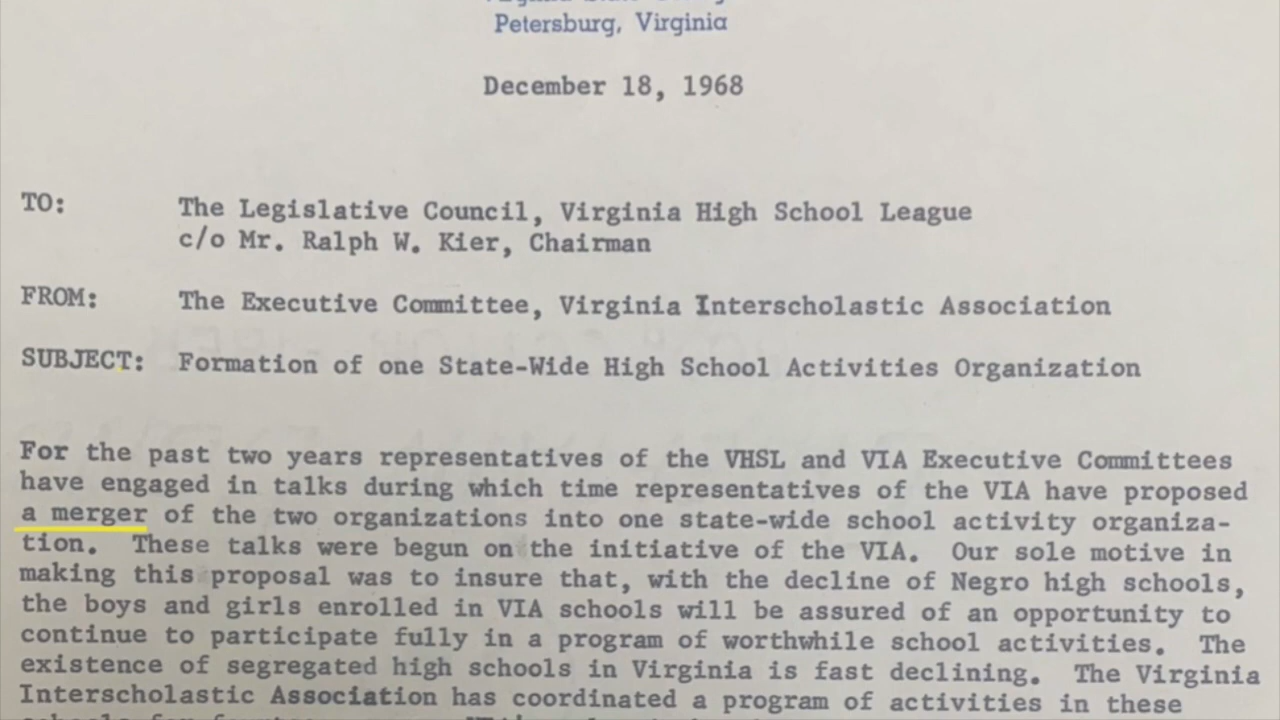 Petersburg, Virginia
December 18, 1968
TO: The Legislative Council, Virginia High School League
c/o Mr. Ralph W. Kier, Chairman
FROM: The Executive Committee, Virginia Interscholastic Association
SUBJECT: Formation of one State-Wide High School Activities Organization
For the past two years representatives of the VHSL and VIA Executive Committees
have engaged in talks during which time representatives of the VIA have proposed
a merger of the two organizations into one state-wide school activity organiza-
tion. These talks were begun on the initiative of the VIA. Our sole motive in
making this proposal was to insure that, with the decline of Negro high schools,
the boys and girls enrolled in VIA schools will be assured of an opportunity to
continue to participate fully in a program of worthwhile school activities. The
existence of segregated high schools in Virginia is fast declining. The Virginia
Interscholastic Association has coordinated a program of activities in these